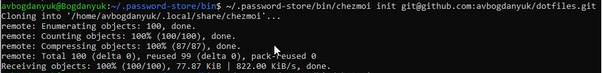 avbogdanyuk@Bogdanyuk:~/.password-store/bin$ ~/.password-store/bin/chezmoi init git@github.com:avbogdanyuk/dotfiles.git
Cloning into '/home/avbogdanyuk/.local/share/chezmoi'...
remote: Enumerating objects: 100, done.
remote: Counting objects: 100% (100/100), done.
remote: Compressing objects: 100% (87/87), done.
remote: Total 100 (delta 0), reused 99 (delta 0), pack-reused 0
Receiving objects: 100% (100/100), 77.87 KiB | 822.00 KiB/s, done.